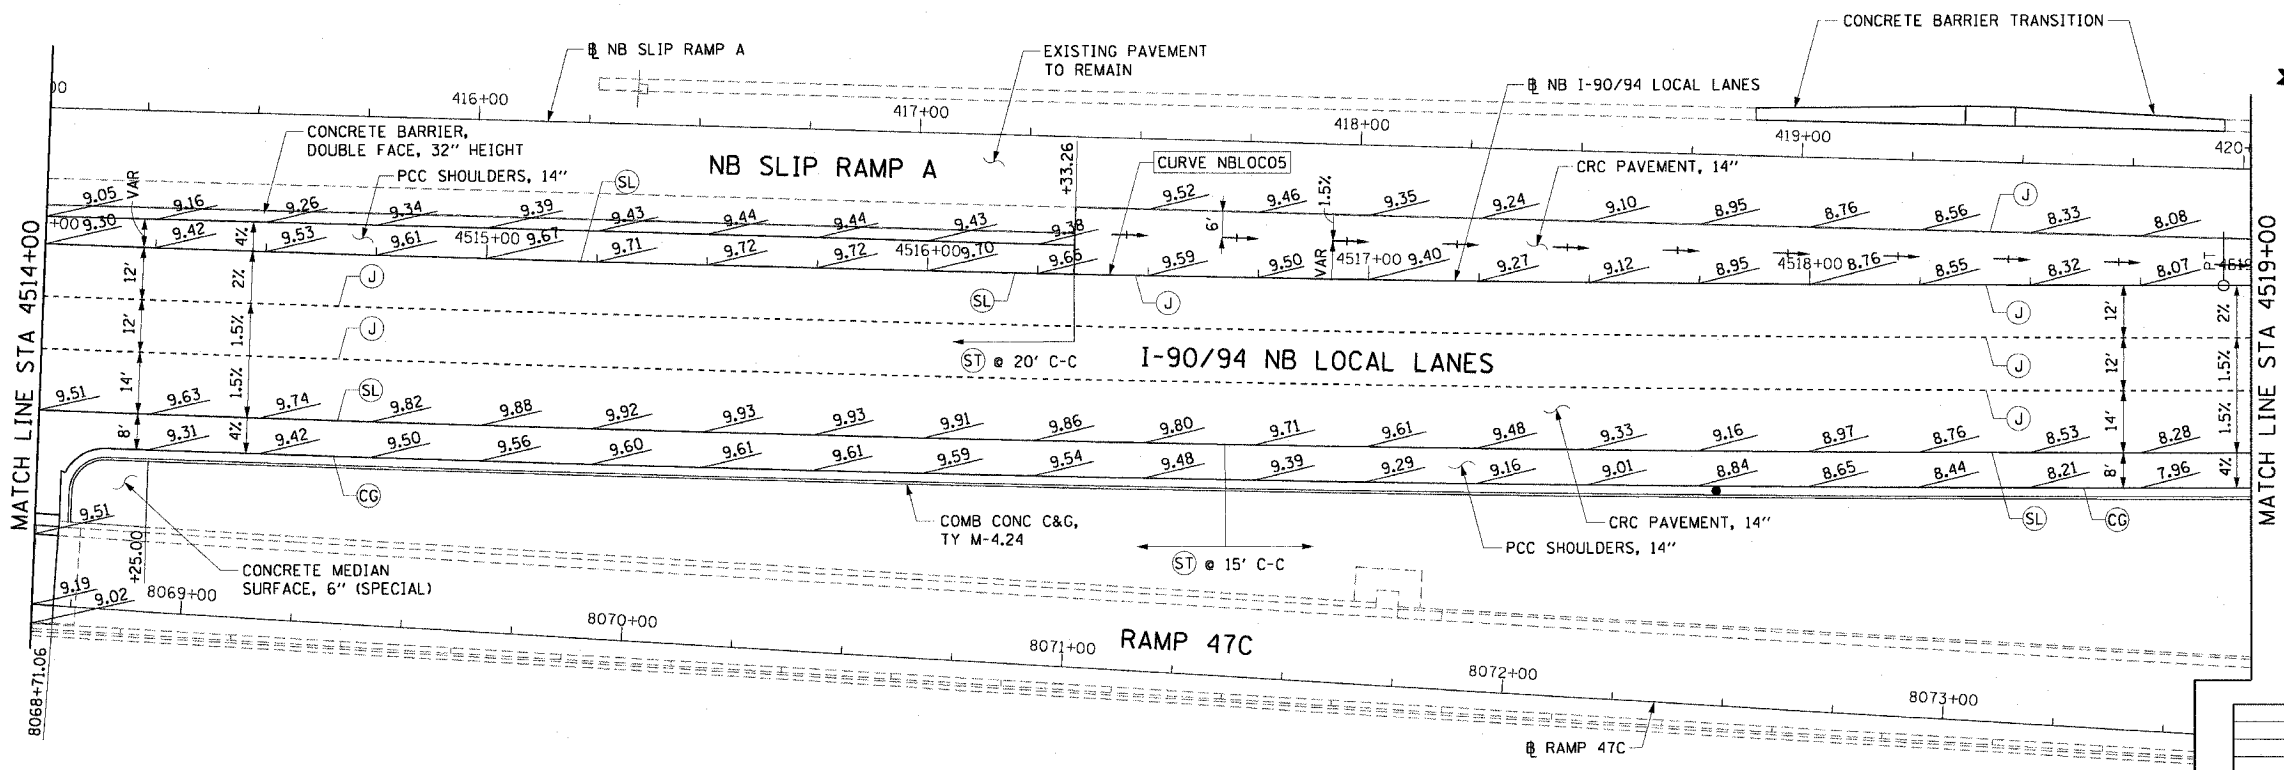 CONCRETE BARRIER TRANSITION
℄ NB SLIP RAMP A
EXISTING PAVEMENT
TO REMAIN
℄ NB I-90/94 LOCAL LANES
00
416+00
417+00
418+00
419+00
420+
CONCRETE BARRIER,
DOUBLE FACE, 32" HEIGHT
PCC SHOULDERS, 14"
SL
NB SLIP RAMP A
+33.26
CURVE NBLOC05
CRC PAVEMENT, 14"
J
1.5%
6'
VAR
MATCH LINE STA 4514+00
VAR
9.05 9.16 9.26 9.34 9.39 9.43 9.44 9.44 9.43 9.38
9.52 9.46 9.35 9.24 9.10 8.95 8.76 8.56 8.33 8.08
+00 9.30 9.42 9.53 9.61 4515+00 9.67 9.71 9.72 9.72 4516+00 9.70 9.65 9.59 9.50 4517+00 9.40 9.27 9.12 8.95 4518+00 8.76 8.55 8.32 8.07
PT
4519
MATCH LINE STA 4519+00
4%
12' 2% J
SL J
12' 1.5% J
14' 1.5%
ST @ 20' C-C
I-90/94 NB LOCAL LANES
J 12' 2%
J 12' 1.5%
J 14' 1.5%
SL
9.51 9.63 9.74 9.82 9.88 9.92 9.93 9.93 9.91 9.86 9.80 9.71 9.61 9.48 9.33 9.16 8.97 8.76 8.53 8.28
8' 4%
9.31 9.42 9.50 9.56 9.60 9.61 9.61 9.59 9.54 9.48 9.39 9.29 9.16 9.01 8.84 8.65 8.44 8.21 7.96
8' 4%
CG
9.51
COMB CONC C&G,
TY M-4.24
CRC PAVEMENT, 14"
SL CG
PCC SHOULDERS, 14"
ST @ 15' C-C
+25.00
CONCRETE MEDIAN
SURFACE, 6" (SPECIAL)
9.19
9.02
8069+00
8070+00
8071+00
RAMP 47C
8072+00
8073+00
8068+71.06
℄ RAMP 47C